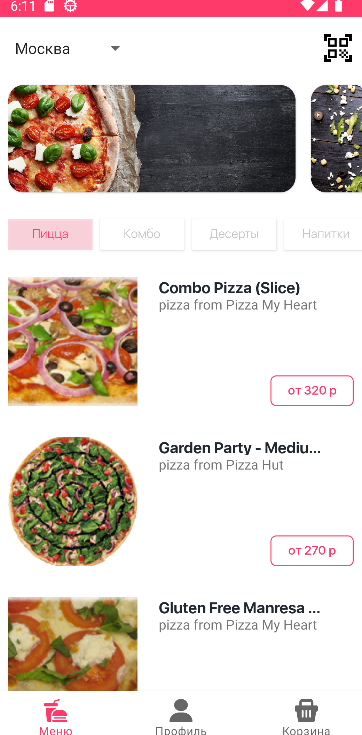 6:11
Москва
Пицца
Комбо
Десерты
Напитки
Combo Pizza (Slice)
pizza from Pizza My Heart
от 320 р
Garden Party - Mediu...
pizza from Pizza Hut
от 270 р
Gluten Free Manresa ...
pizza from Pizza My Heart
Меню
Профиль
Корзина